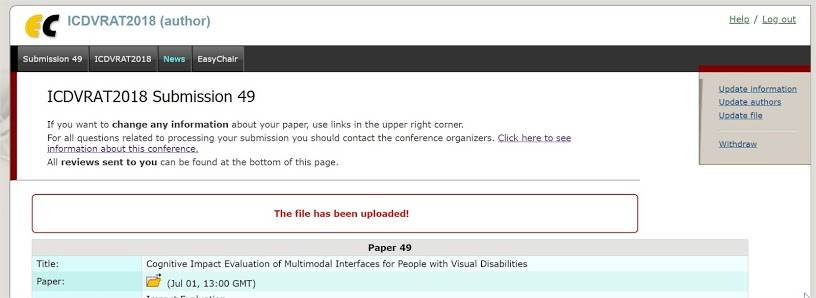 EC ICDVRAT2018 (author)
Help / Log out
Submission 49 ICDVRAT2018 News EasyChair
ICDVRAT2018 Submission 49
If you want to change any information about your paper, use links in the upper right corner.
For all questions related to processing your submission you should contact the conference organizers. Click here to see
information about this conference.
All reviews sent to you can be found at the bottom of this page.
Update information
Update authors
Update file
Withdraw
The file has been uploaded!
Paper 49
Title: Cognitive Impact Evaluation of Multimodal Interfaces for People with Visual Disabilities
Paper: (Jul 01, 13:00 GMT)
Impact Evaluation